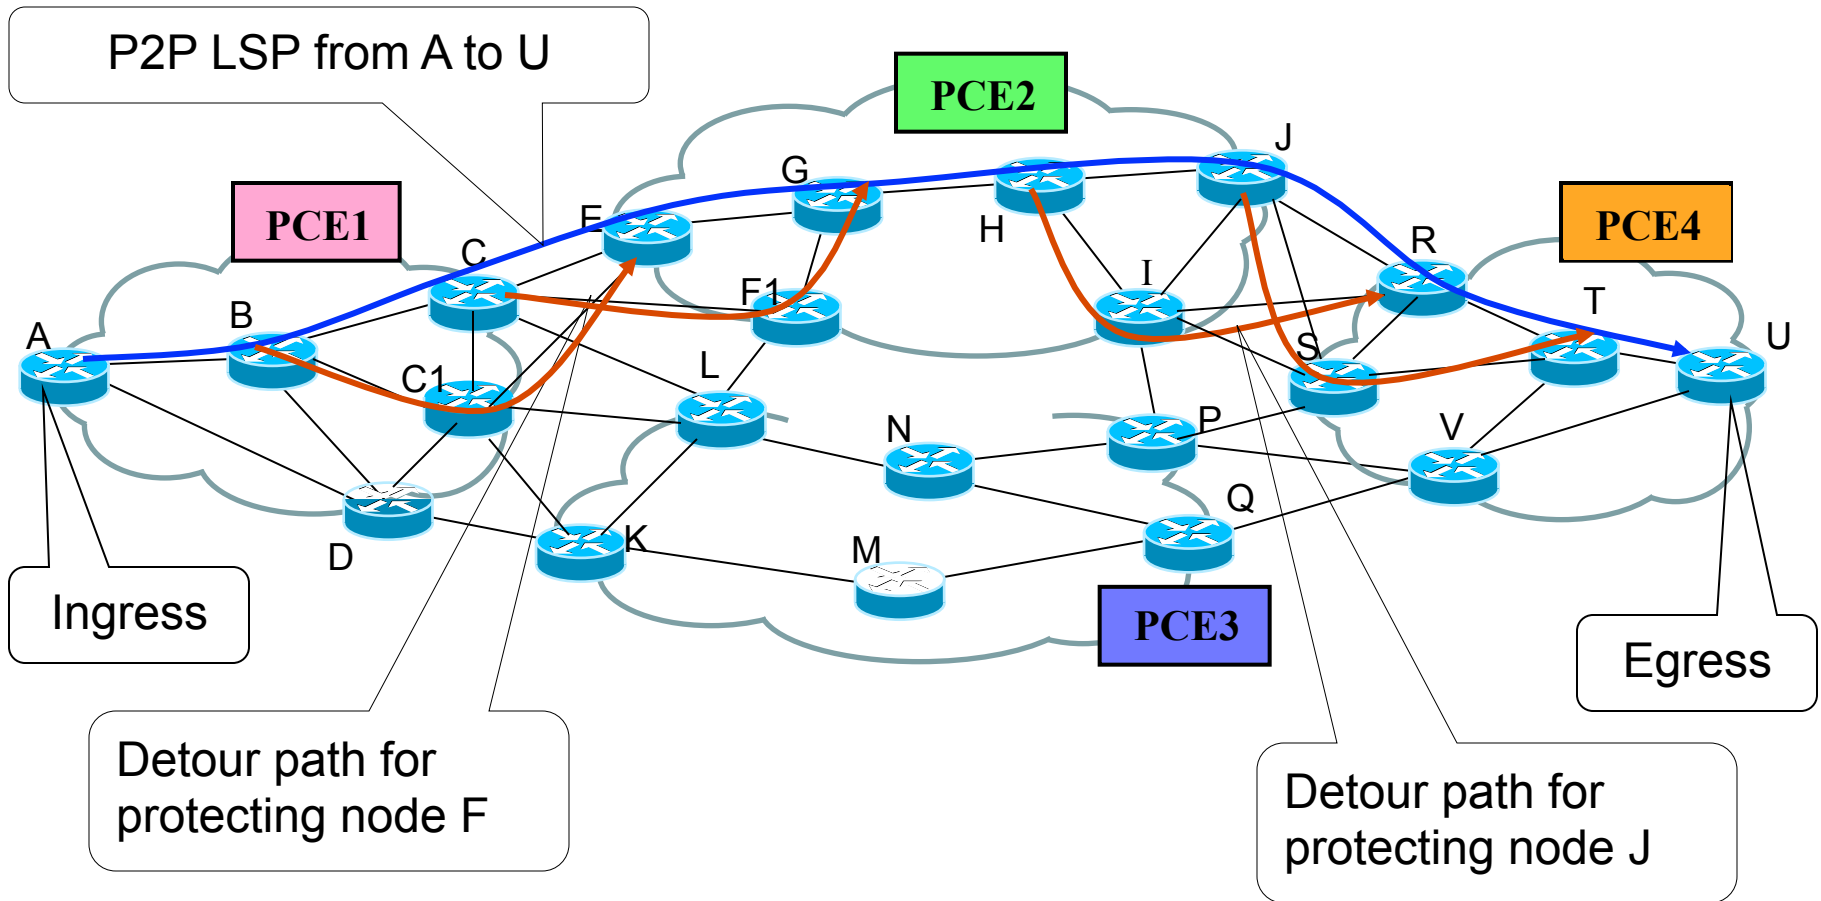 P2P LSP from A to U
PCE2
J
G
PCE1
E
PCE4
H
R
C
I
F1
T
B
A
U
S
L
C1
P
V
N
Q
D
K
M
Ingress
PCE3
Egress
Detour path for
protecting node F
Detour path for
protecting node J